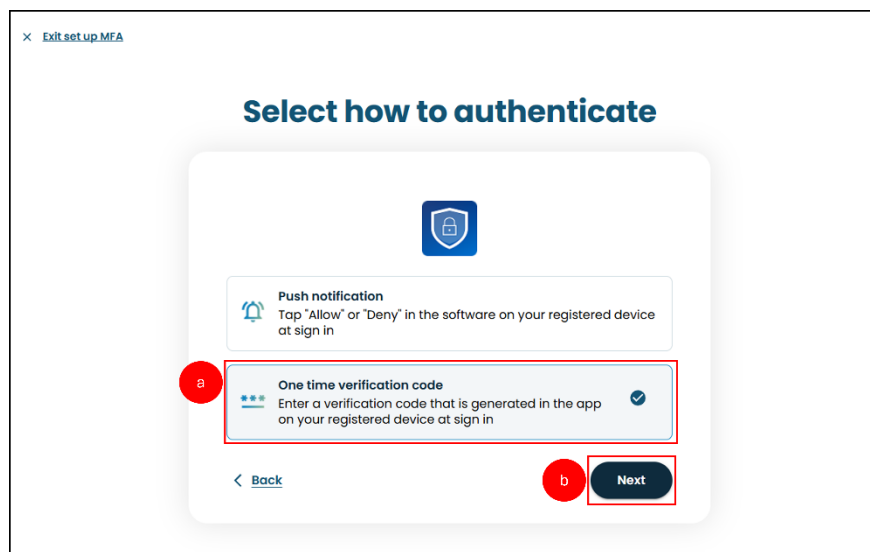 Exit set up MFA
Select how to authenticate
Push notification
Tap "Allow" or "Deny" in the software on your registered device
at sign in
a
One time verification code
***
Enter a verification code that is generated in the app
on your registered device at sign in
Back
b
Next